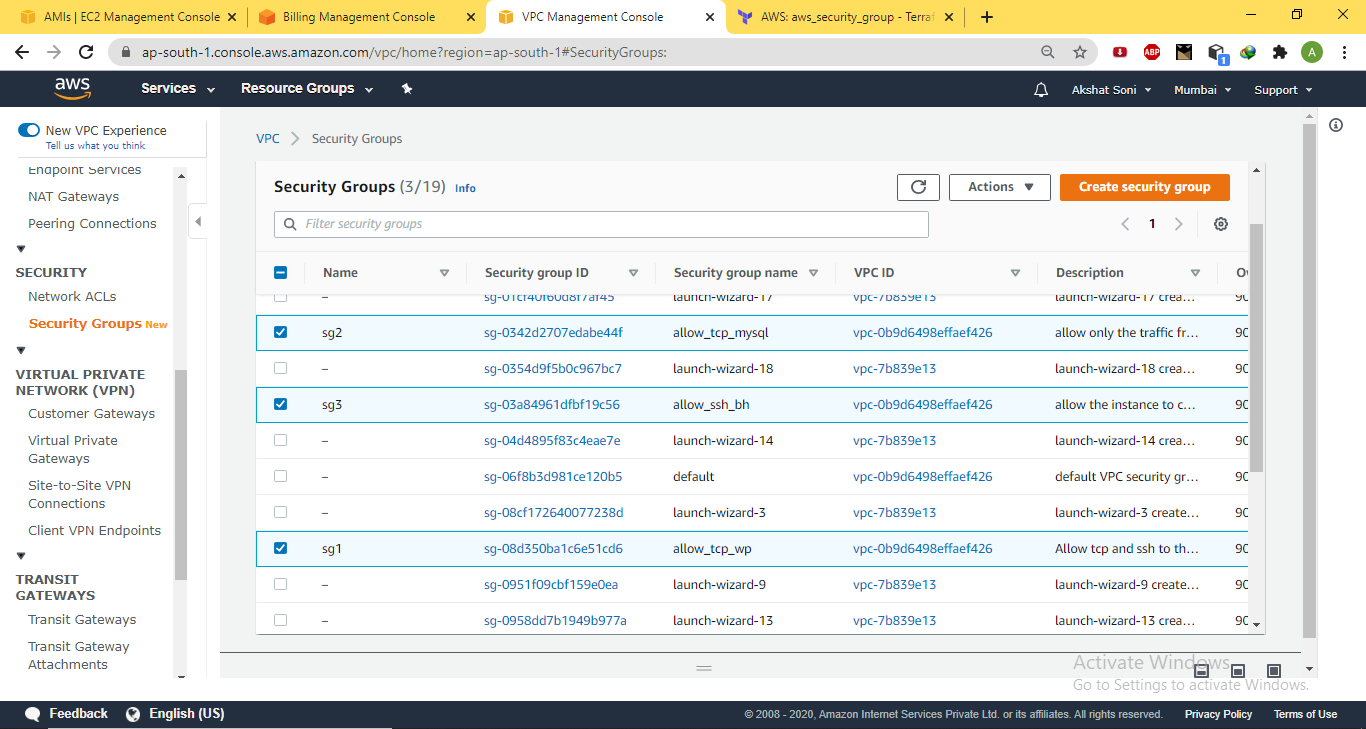 AMIs | EC2 Management Console
Billing Management Console
VPC Management Console
AWS: aws_security_group - Terraf
ap-south-1.console.aws.amazon.com/vpc/home?region=ap-south-1#SecurityGroups:
ABP
1
A
aws
Services
Resource Groups
Akshat Soni
Mumbai
Support
New VPC Experience
Tell us what you think
Endpoint Services
NAT Gateways
Peering Connections
SECURITY
Network ACLs
Security Groups New
VIRTUAL PRIVATE
NETWORK (VPN)
Customer Gateways
Virtual Private
Gateways
Site-to-Site VPN
Connections
Client VPN Endpoints
TRANSIT
GATEWAYS
Transit Gateways
Transit Gateway
Attachments
VPC
Security Groups
Security Groups (3/19) Info
Actions
Create security group
Filter security groups
1
Name Security group ID Security group name VPC ID Description Ov
– sg-01cf40f60d8f7af45 launch-wizard-17 vpc-7b839e13 launch-wizard-17 crea... 90
sg2 sg-0342d2707edabe44f allow_tcp_mysql vpc-0b9d6498effaef426 allow only the traffic fr... 90
– sg-0354d9f5b0c967bc7 launch-wizard-18 vpc-7b839e13 launch-wizard-18 crea... 90
sg3 sg-03a84961dfbf19c56 allow_ssh_bh vpc-0b9d6498effaef426 allow the instance to c... 90
– sg-04d4895f83c4eae7e launch-wizard-14 vpc-7b839e13 launch-wizard-14 crea... 90
– sg-06f8b3d981ce120b5 default vpc-0b9d6498effaef426 default VPC security gr... 90
– sg-08cf172640077238d launch-wizard-3 vpc-7b839e13 launch-wizard-3 create... 90
sg1 sg-08d350ba1c6e51cd6 allow_tcp_wp vpc-0b9d6498effaef426 Allow tcp and ssh to th... 90
– sg-0951f09cbf159e0ea launch-wizard-9 vpc-7b839e13 launch-wizard-9 create... 90
– sg-0958dd7b1949b977a launch-wizard-13 vpc-7b839e13 launch-wizard-13 crea... 90
Activate Windows
Go to Settings to activate Windows.
Feedback
English (US)
© 2008 - 2020, Amazon Internet Services Private Ltd. or its affiliates. All rights reserved.
Privacy Policy
Terms of Use